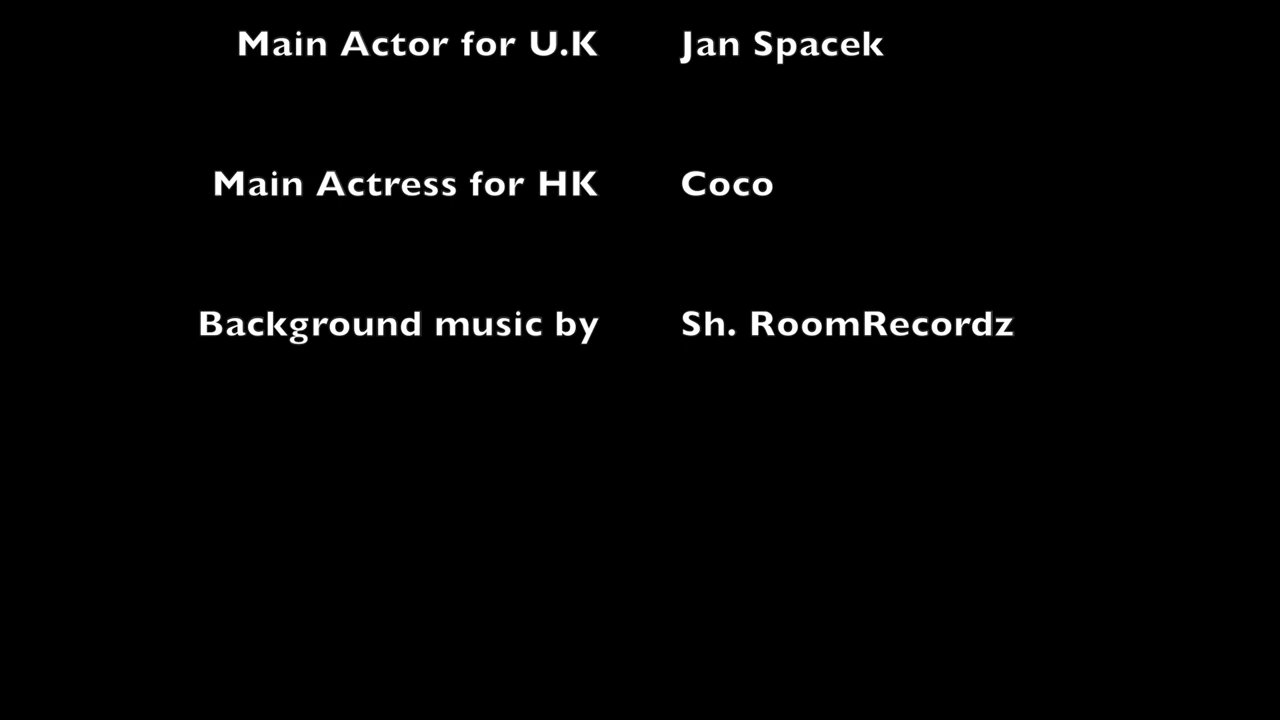 Main Actor for U.K Jan Spacek
Main Actress for HK Coco
Background music by Sh. RoomRecordz